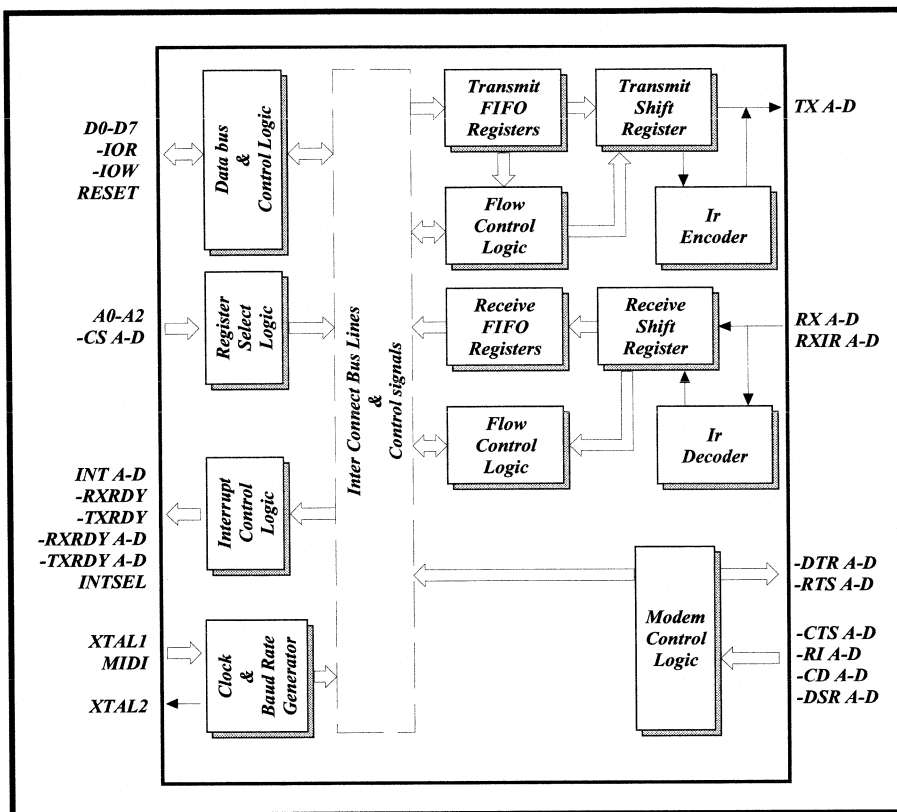 D0-D7
-IOR
-IOW
RESET
Data bus
&
Control Logic
A0-A2
-CS A-D
Register
Select
Logic
INT A-D
-RXRDY
-TXRDY
-RXRDY A-D
-TXRDY A-D
INTSEL
Interrupt
Control
Logic
XTAL1
MIDI
XTAL2
Clock
&
Baud Rate
Generator
Inter Connect Bus Lines
&
Control signals
Transmit
FIFO
Registers
Transmit
Shift
Register
TX A-D
Flow
Control
Logic
Ir
Encoder
Receive
FIFO
Registers
Receive
Shift
Register
RX A-D
RXIR A-D
Flow
Control
Logic
Ir
Decoder
Modem
Control
Logic
-DTR A-D
-RTS A-D
-CTS A-D
-RI A-D
-CD A-D
-DSR A-D